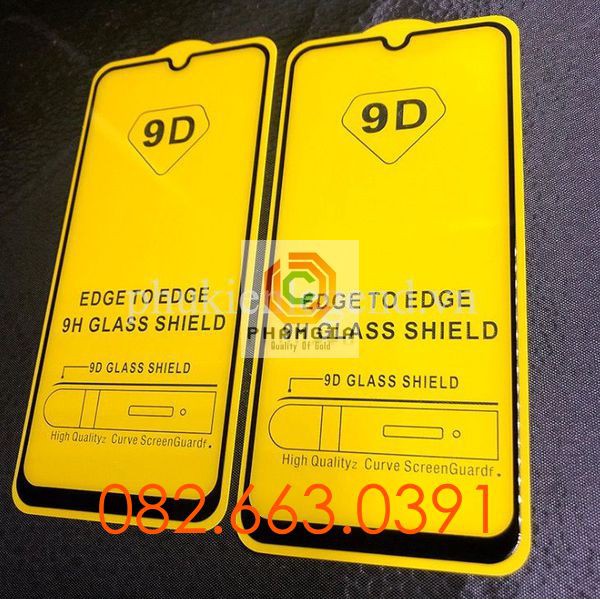 9D
EDGE TO EDGE
9H GLASS SHIELD
9D GLASS SHIELD
High Qualityz Curve ScreenGuardf.
9D
EDGE TO EDGE
9H GLASS SHIELD
9D GLASS SHIELD
High Qualityz Curve ScreenGuardf.
PHAMGIA
Quality Of Gold
082.663.0391